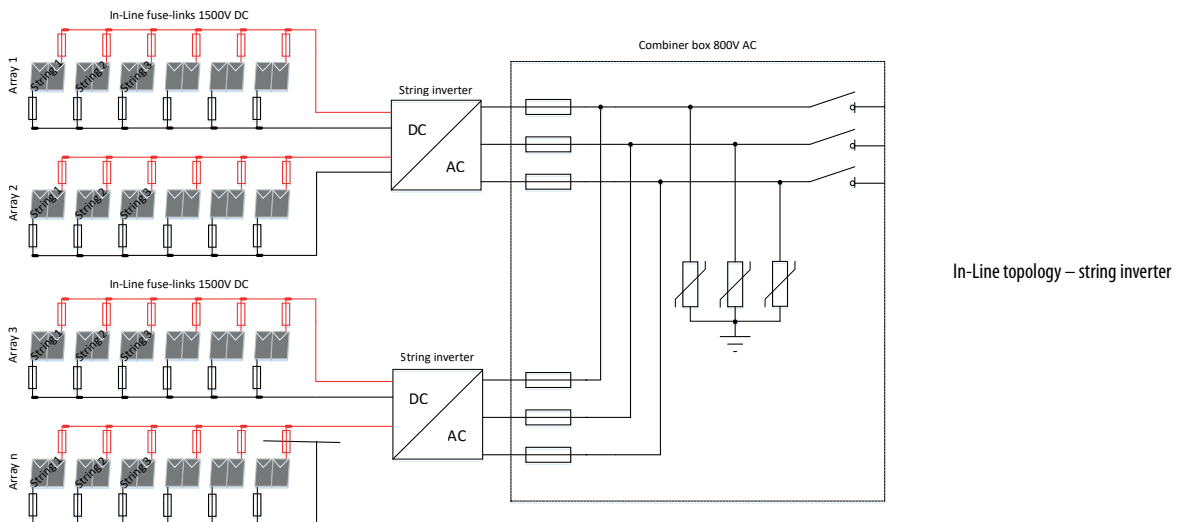 In-Line fuse-links 1500V DC
Array 1
String 1
String 2
String 3
Combiner box 800V AC
String inverter
DC
AC
Array 2
String 1
String 2
String 3
In-Line topology – string inverter
In-Line fuse-links 1500V DC
Array 3
String 1
String 2
String 3
String inverter
DC
AC
Array n
String 1
String 2
String 3